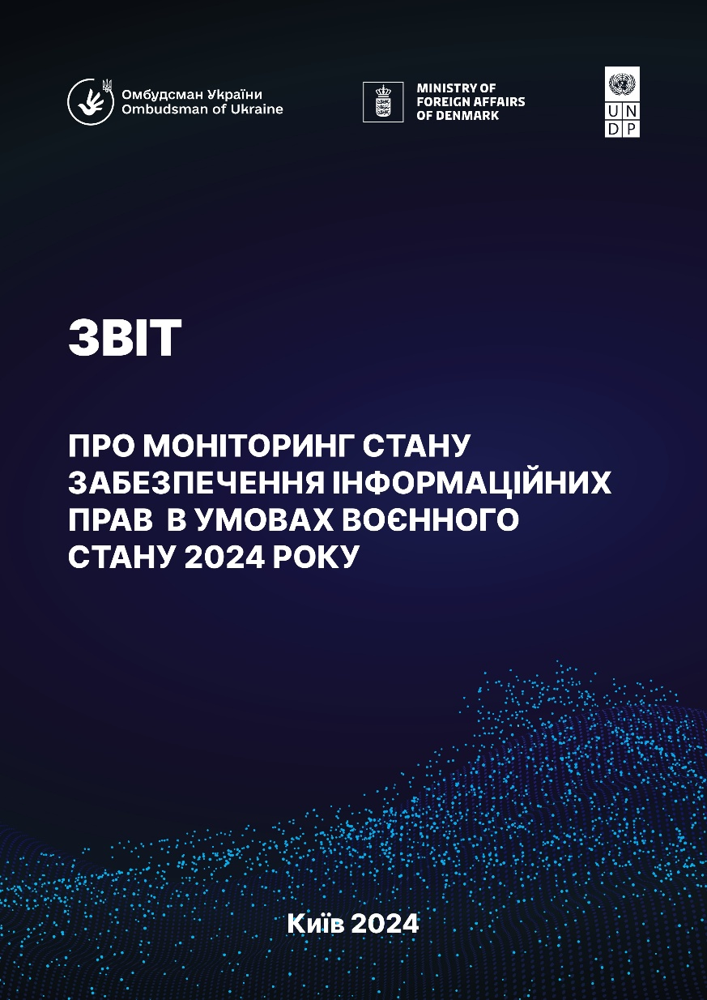 Омбудсман України
Ombudsman of Ukraine
MINISTRY OF
FOREIGN AFFAIRS
OF DENMARK
U N
D P
ЗВІТ
ПРО МОНІТОРИНГ СТАНУ
ЗАБЕЗПЕЧЕННЯ ІНФОРМАЦІЙНИХ
ПРАВ В УМОВАХ ВОЄННОГО
СТАНУ 2024 РОКУ
Київ 2024